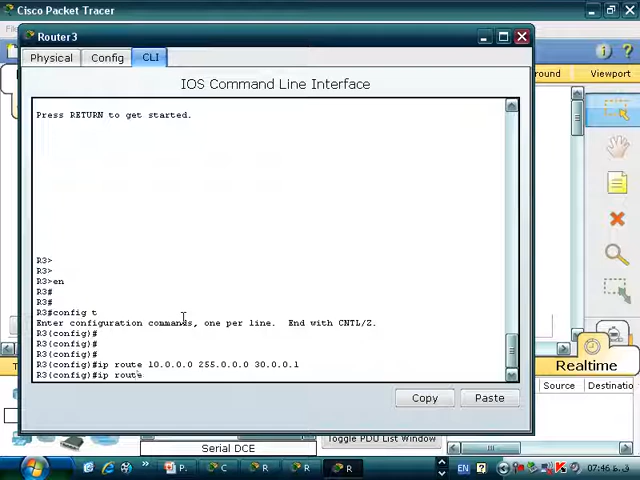 Cisco Packet Tracer
Router3
Physical
Config
CLI
IOS Command Line Interface
Press RETURN to get started.
R3>
R3>
R3>en
R3#
R3#
R3#config t
Enter configuration commands, one per line.  End with CNTL/Z.
R3(config)#
R3(config)#
R3(config)#
R3(config)#ip route 10.0.0.0 255.0.0.0 30.0.0.1
R3(config)#ip route
Copy
Paste
Viewport
Realtime
Source
Serial DCE
Toggle PDU List Window
P.
C
R
R
R
EN
07:46